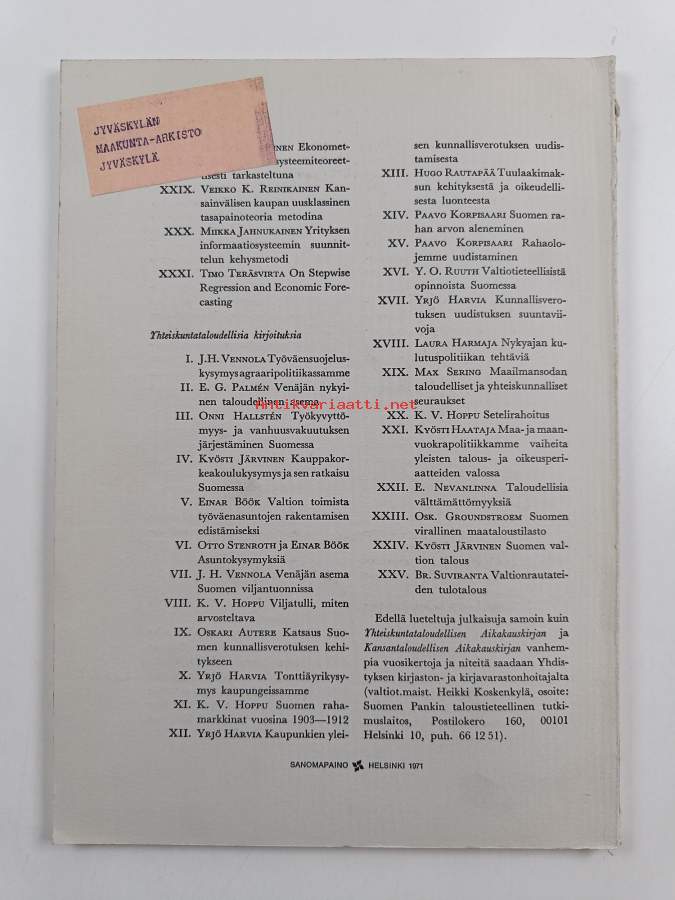 JYVÄSKYLÄN
MAAKUNTA-ARKISTO
JYVÄSKYLÄ
INEN Ekonomet-
systeemiteoreet-
tisesti tarkasteltuna
XXIX. VEIKKO K. REINIKAINEN Kan-
sainvälisen kaupan uusklassinen
tasapainoteoria metodina
XXX. MIIKKA JAHNUKAINEN Yrityksen
informaatiosysteemin suunnit-
telun kehysmetodi
XXXI. TIMO TERÄSVIRTA On Stepwise
Regression and Economic Fore-
casting
Yhteiskuntataloudellisia kirjoituksia
I. J.H. VENNOLA Työväensuojelus-
kysymys agraaripolitiikassamme
II. E. G. PALMÉN Venäjän nykyi-
nen taloudellinen asema
III. ONNI HALLSTÉN Työkyvyttö-
myys- ja vanhuusvakuutuksen
järjestäminen Suomessa
IV. KYÖSTI JÄRVINEN Kauppakor-
keakoulukysymys ja sen ratkaisu
Suomessa
V. EINAR BÖÖK Valtion toimista
työväenasuntojen rakentamisen
edistämiseksi
VI. OTTO STENROTH ja EINAR BÖÖK
Asuntokysymyksiä
VII. J. H. VENNOLA Venäjän asema
Suomen viljantuonnissa
VIII. K. V. HOPPU Viljatulli, miten
arvosteltava
IX. OSKARI AUTERE Katsaus Suo-
men kunnallisverotuksen kehi-
tykseen
X. YRJÖ HARVIA Tonttiäyrikysy-
mys kaupungeissamme
XI. K. V. HOPPU Suomen raha-
markkinat vuosina 1903—1912
XII. YRJÖ HARVIA Kaupunkien ylei-
sen kunnallisverotuksen uudis-
tamisesta
XIII. HUGO RAUTAPÄÄ Tuulaakimak-
sun kehityksestä ja oikeudelli-
sesta luonteesta
XIV. PAAVO KORPISAARI Suomen ra-
han arvon aleneminen
XV. PAAVO KORPISAARI Rahaolo-
jemme uudistaminen
XVI. Y. O. RUUTH Valtiotieteellisistä
opinnoista Suomessa
XVII. YRJÖ HARVIA Kunnallisvero-
tuksen uudistuksen suuntavii-
voja
XVIII. LAURA HARMAJA Nykyajan ku-
lutuspolitiikan tehtäviä
XIX. MAX SERING Maailmansodan
taloudelliset ja yhteiskunnalliset
seuraukset
XX. K. V. HOPPU Setelirahoitus
XXI. KYÖSTI HAATAJA Maa- ja maan-
vuokrapolitiikkamme vaiheita
yleisten talous- ja oikeusperi-
aatteiden valossa
XXII. E. NEVANLINNA Taloudellisia
välttämättömyyksiä
XXIII. OSK. GROUNDSTROEM Suomen
virallinen maataloustilasto
XXIV. KYÖSTI JÄRVINEN Suomen val-
tion talous
XXV. BR. SUVIRANTA Valtionrautatei-
den tulotalous
Edellä lueteltuja julkaisuja samoin kuin
Yhteiskuntataloudellisen Aikakauskirjan ja
Kansantaloudellisen Aikakauskirjan vanhem-
pia vuosikertoja ja niteitä saadaan Yhdis-
tyksen kirjaston- ja kirjavarastonhoitajalta
(valtiot.maist. Heikki Koskenkylä, osoite:
Suomen Pankin taloustieteellinen tutki-
muslaitos, Postilokero 160, 00101
Helsinki 10, puh. 66 12 51).
SANOMAPAINO HELSINKI 1971
Antikvariaatti.net